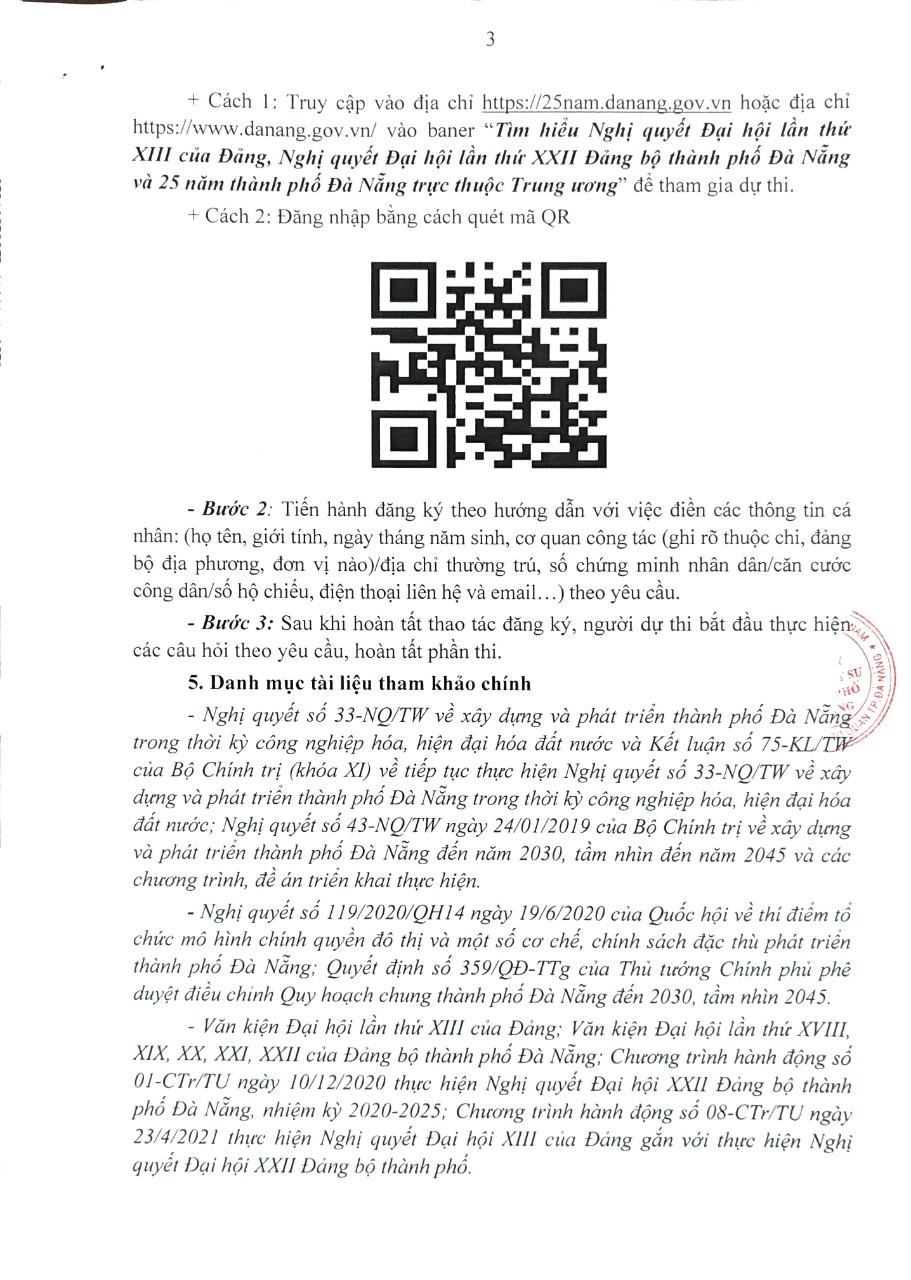 3
+ Cách 1: Truy cập vào địa chỉ https://25nam.danang.gov.vn hoặc địa chỉ
https://www.danang.gov.vn/ vào baner “Tìm hiểu Nghị quyết Đại hội lần thứ
XIII của Đảng, Nghị quyết Đại hội lần thứ XXII Đảng bộ thành phố Đà Nẵng
và 25 năm thành phố Đà Nẵng trực thuộc Trung ương” để tham gia dự thi.
+ Cách 2: Đăng nhập bằng cách quét mã QR
- Bước 2: Tiến hành đăng ký theo hướng dẫn với việc điền các thông tin cá
nhân: (họ tên, giới tính, ngày tháng năm sinh, cơ quan công tác (ghi rõ thuộc chi, đảng
bộ địa phương, đơn vị nào)/địa chỉ thường trú, số chứng minh nhân dân/căn cước
công dân/số hộ chiếu, điện thoại liên hệ và email…) theo yêu cầu.
- Bước 3: Sau khi hoàn tất thao tác đăng ký, người dự thi bắt đầu thực hiện
các câu hỏi theo yêu cầu, hoàn tất phần thi.
5. Danh mục tài liệu tham khảo chính
- Nghị quyết số 33-NQ/TW về xây dựng và phát triển thành phố Đà Nẵng
trong thời kỳ công nghiệp hóa, hiện đại hóa đất nước và Kết luận số 75-KL/TW
của Bộ Chính trị (khóa XI) về tiếp tục thực hiện Nghị quyết số 33-NQ/TW về xây
dựng và phát triển thành phố Đà Nẵng trong thời kỳ công nghiệp hóa, hiện đại hóa
đất nước; Nghị quyết số 43-NQ/TW ngày 24/01/2019 của Bộ Chính trị về xây dựng
và phát triển thành phố Đà Nẵng đến năm 2030, tầm nhìn đến năm 2045 và các
chương trình, đề án triển khai thực hiện.
- Nghị quyết số 119/2020/QH14 ngày 19/6/2020 của Quốc hội về thí điểm tổ
chức mô hình chính quyền đô thị và một số cơ chế, chính sách đặc thù phát triển
thành phố Đà Nẵng; Quyết định số 359/QĐ-TTg của Thủ tướng Chính phủ phê
duyệt điều chỉnh Quy hoạch chung thành phố Đà Nẵng đến 2030, tầm nhìn 2045.
- Văn kiện Đại hội lần thứ XIII của Đảng; Văn kiện Đại hội lần thứ XVIII,
XIX, XX, XXI, XXII của Đảng bộ thành phố Đà Nẵng; Chương trình hành động số
01-CTr/TU ngày 10/12/2020 thực hiện Nghị quyết Đại hội XXII Đảng bộ thành
phố Đà Nẵng, nhiệm kỳ 2020-2025; Chương trình hành động số 08-CTr/TU ngày
23/4/2021 thực hiện Nghị quyết Đại hội XIII của Đảng gắn với thực hiện Nghị
quyết Đại hội XXII Đảng bộ thành phố.